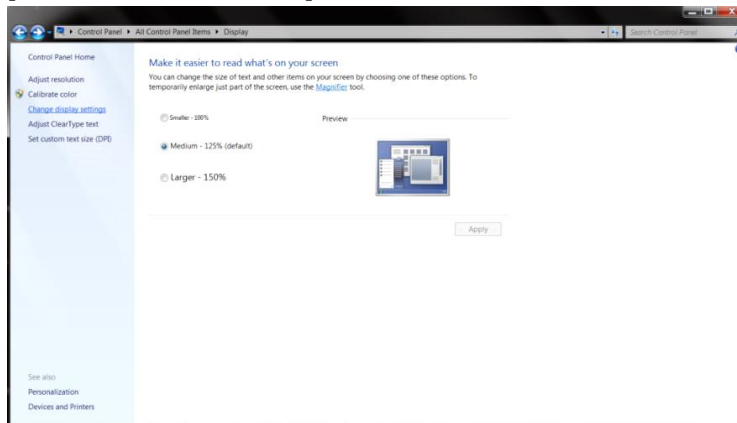 Control Panel ▸ All Control Panel Items ▸ Display
Search Control Panel
Control Panel Home
Adjust resolution
Calibrate color
Change display settings
Adjust ClearType text
Set custom text size (DPI)
Make it easier to read what's on your screen
You can change the size of text and other items on your screen by choosing one of these options. To
temporarily enlarge just part of the screen, use the Magnifier tool.
Smaller - 100%
Preview
Medium - 125% (default)
Larger - 150%
Apply
See also
Personalization
Devices and Printers